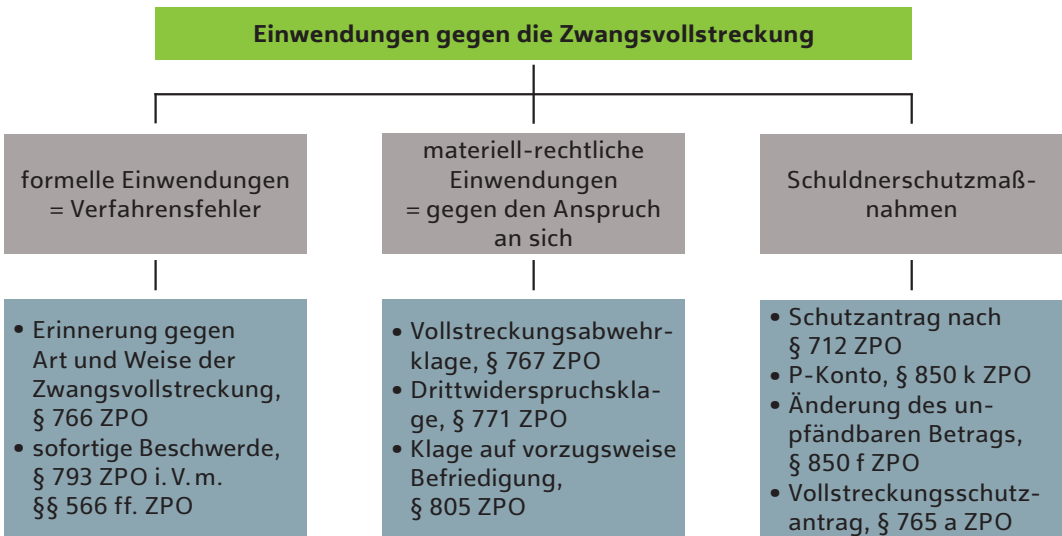 Einwendungen gegen die Zwangsvollstreckung
formelle Einwendungen
= Verfahrensfehler
materiell-rechtliche
Einwendungen
= gegen den Anspruch
an sich
Schuldnerschutzmaß-
nahmen
• Erinnerung gegen
Art und Weise der
Zwangsvollstreckung,
§ 766 ZPO
• sofortige Beschwerde,
§ 793 ZPO i. V. m.
§§ 566 ff. ZPO
• Vollstreckungsabwehr-
klage, § 767 ZPO
• Drittwiderspruchskla-
ge, § 771 ZPO
• Klage auf vorzugsweise
Befriedigung,
§ 805 ZPO
• Schutzantrag nach
§ 712 ZPO
• P-Konto, § 850 k ZPO
• Änderung des un-
pfändbaren Betrags,
§ 850 f ZPO
• Vollstreckungsschutz-
antrag, § 765 a ZPO